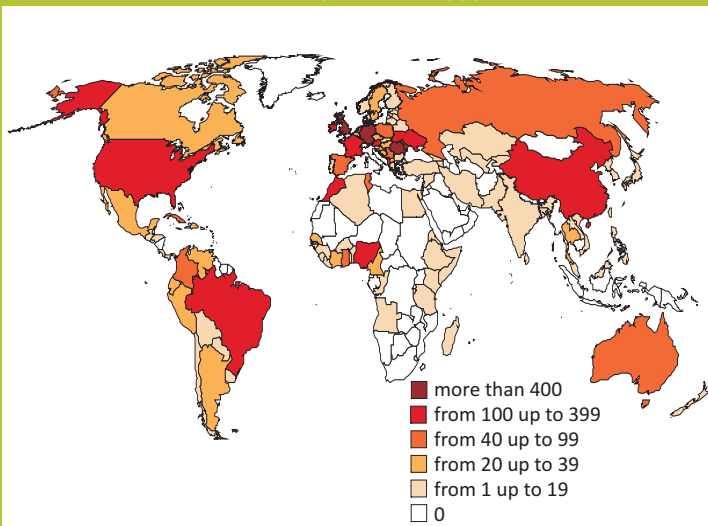 more than 400
from 100 up to 399
from 40 up to 99
from 20 up to 39
from 1 up to 19
0